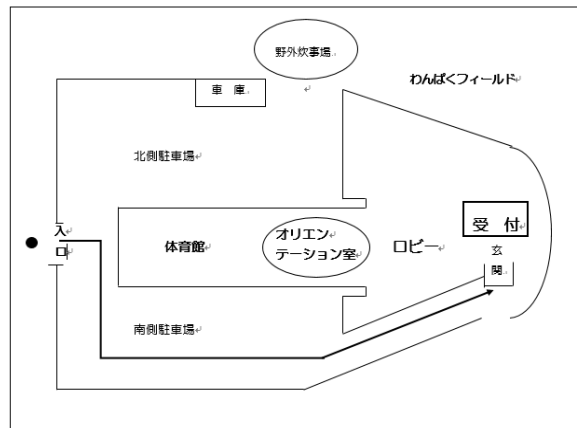 野外炊事場
わんぱくフィールド
車 庫
北側駐車場
入
口
体育館
オリエン
テーション室
ロビー
受 付
玄
関
南側駐車場